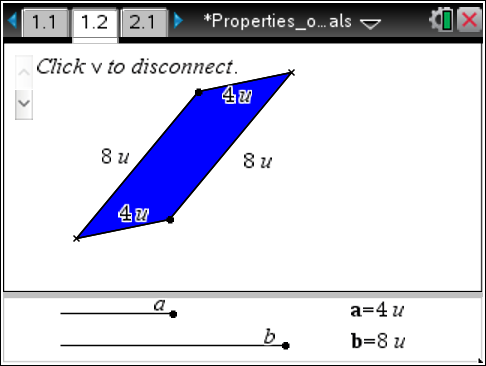 1.1 1.2 2.1 *Properties_o...als
Click v to disconnect.
4 u
8 u
8 u
4 u
a a=4 u
b b=8 u